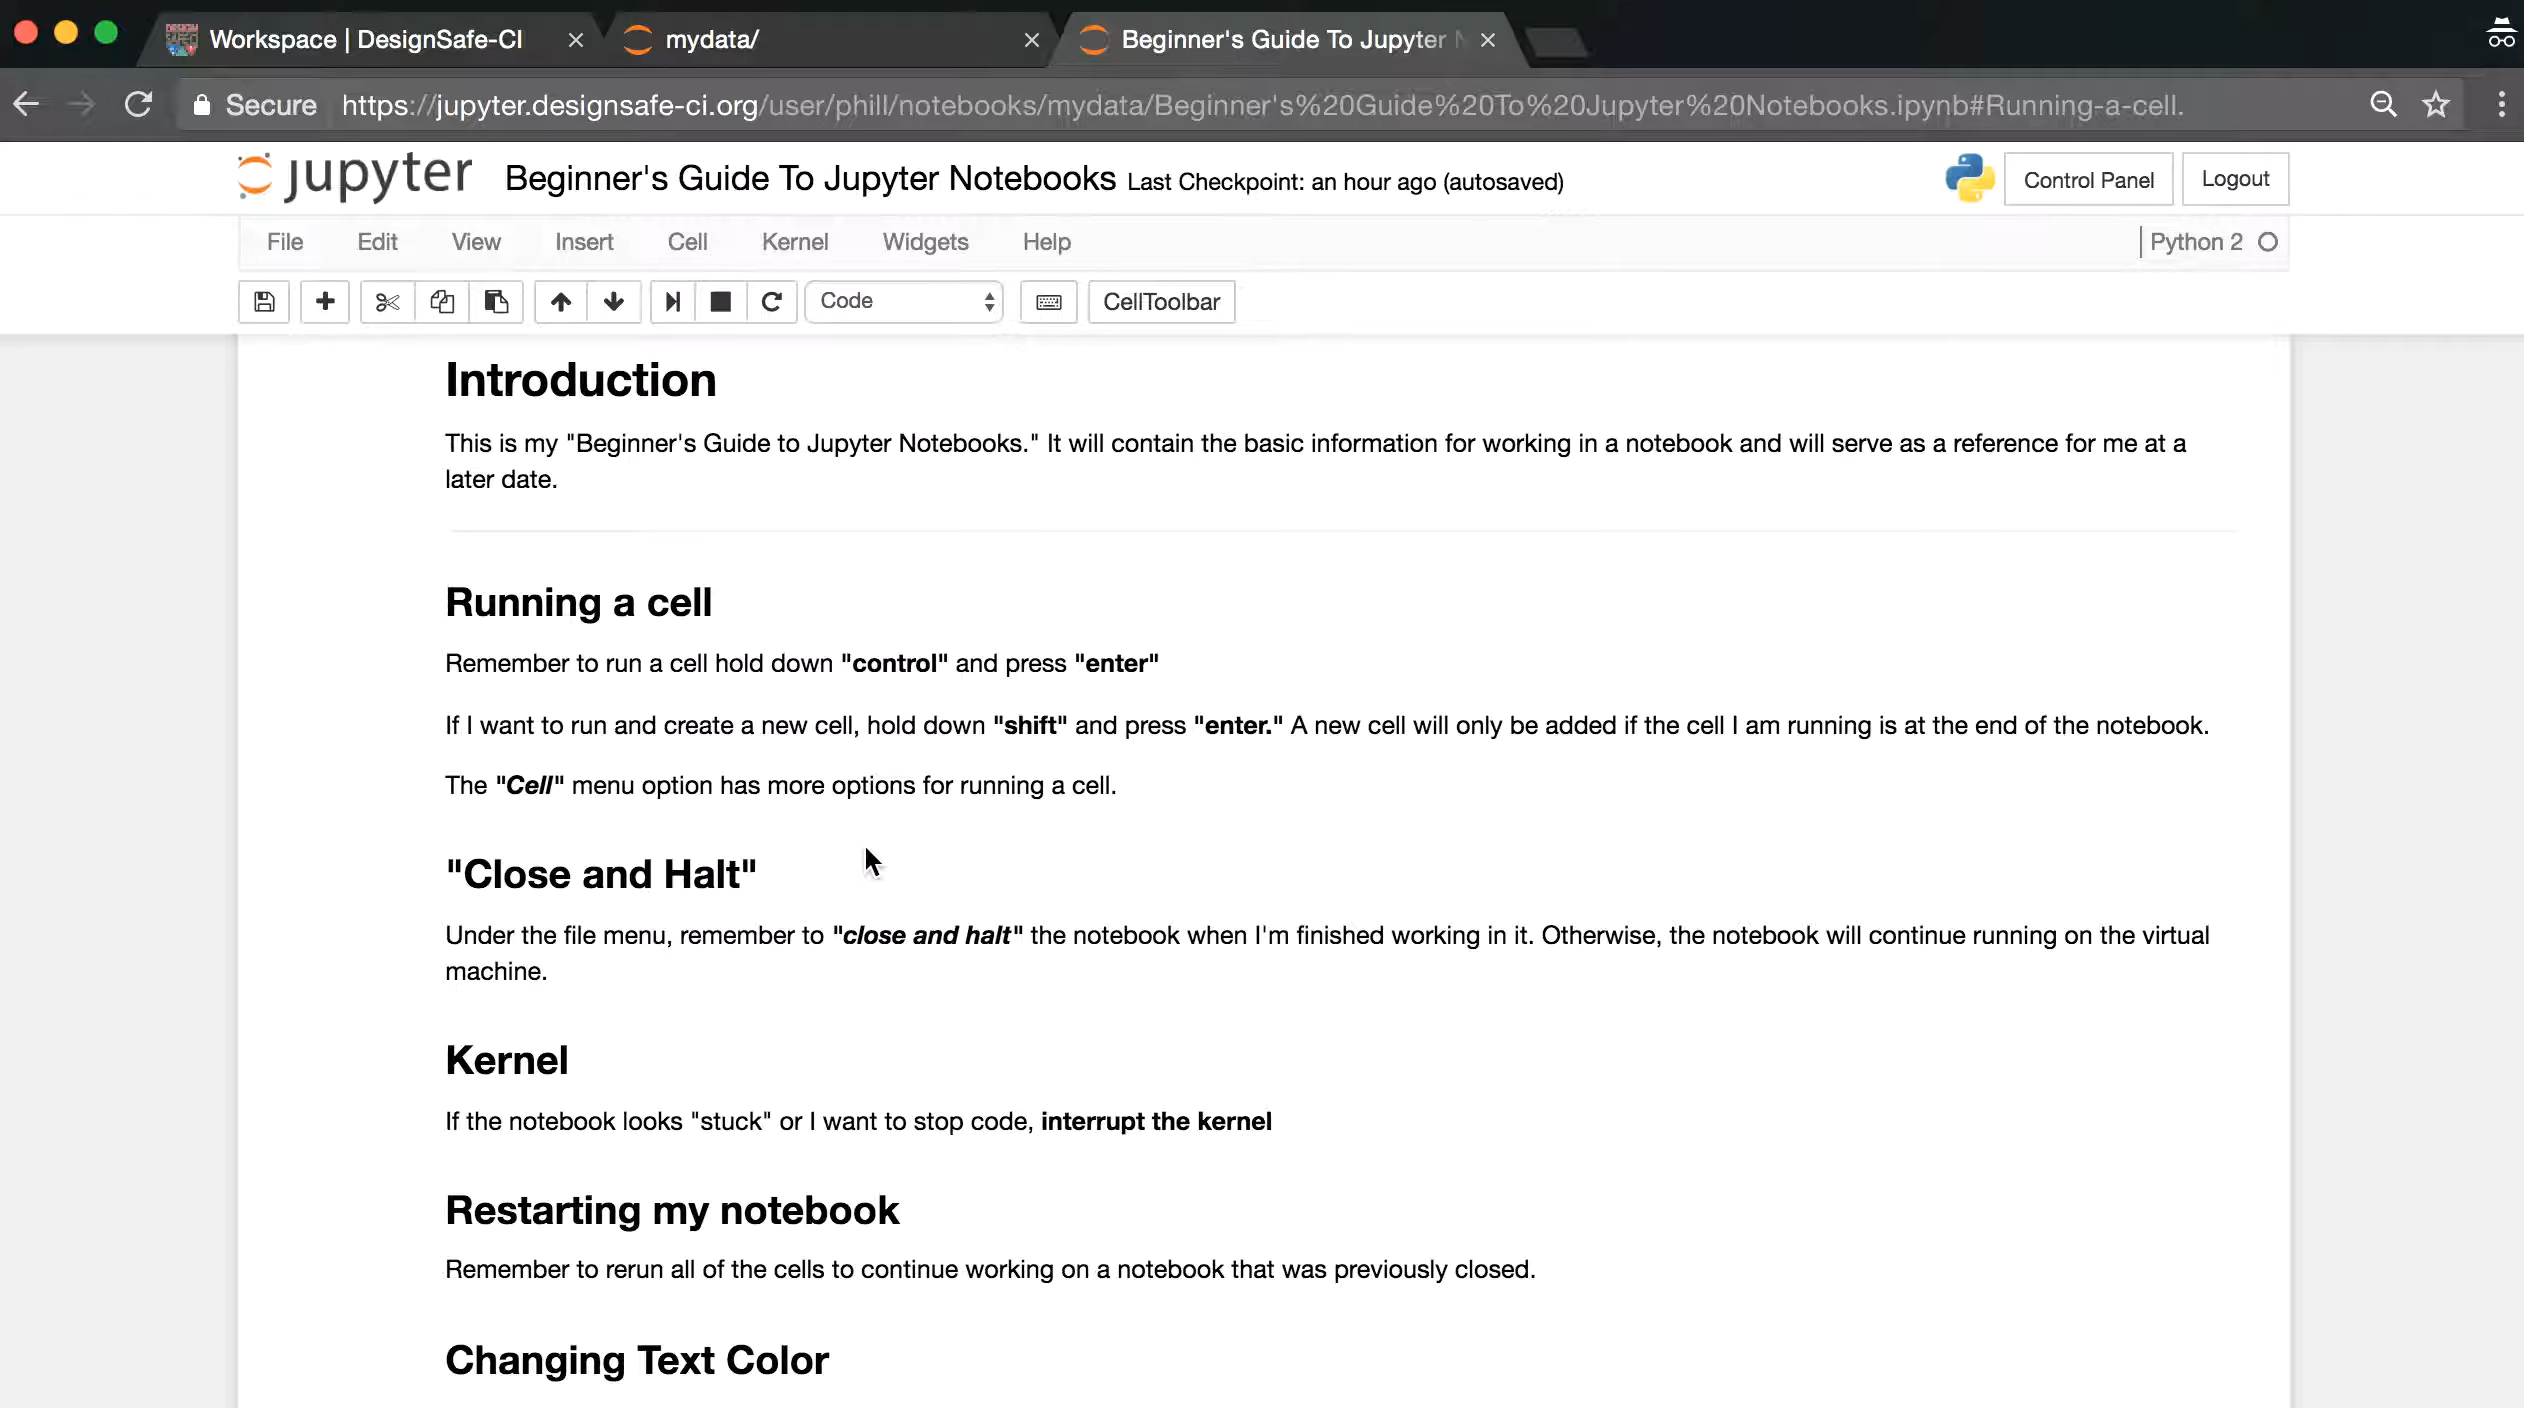 Workspace | DesignSafe-CI
mydata/
Beginner's Guide To Jupyter
Secure https://jupyter.designsafe-ci.org/user/phill/notebooks/mydata/Beginner's%20Guide%20To%20Jupyter%20Notebooks.ipynb#Running-a-cell.
jupyter Beginner's Guide To Jupyter Notebooks Last Checkpoint: an hour ago (autosaved)
Control Panel
Logout
File Edit View Insert Cell Kernel Widgets Help
Python 2
Code
CellToolbar
Introduction
This is my "Beginner's Guide to Jupyter Notebooks." It will contain the basic information for working in a notebook and will serve as a reference for me at a
later date.
Running a cell
Remember to run a cell hold down "control" and press "enter"
If I want to run and create a new cell, hold down "shift" and press "enter." A new cell will only be added if the cell I am running is at the end of the notebook.
The "Cell" menu option has more options for running a cell.
"Close and Halt"
Under the file menu, remember to "close and halt" the notebook when I'm finished working in it. Otherwise, the notebook will continue running on the virtual
machine.
Kernel
If the notebook looks "stuck" or I want to stop code, interrupt the kernel
Restarting my notebook
Remember to rerun all of the cells to continue working on a notebook that was previously closed.
Changing Text Color